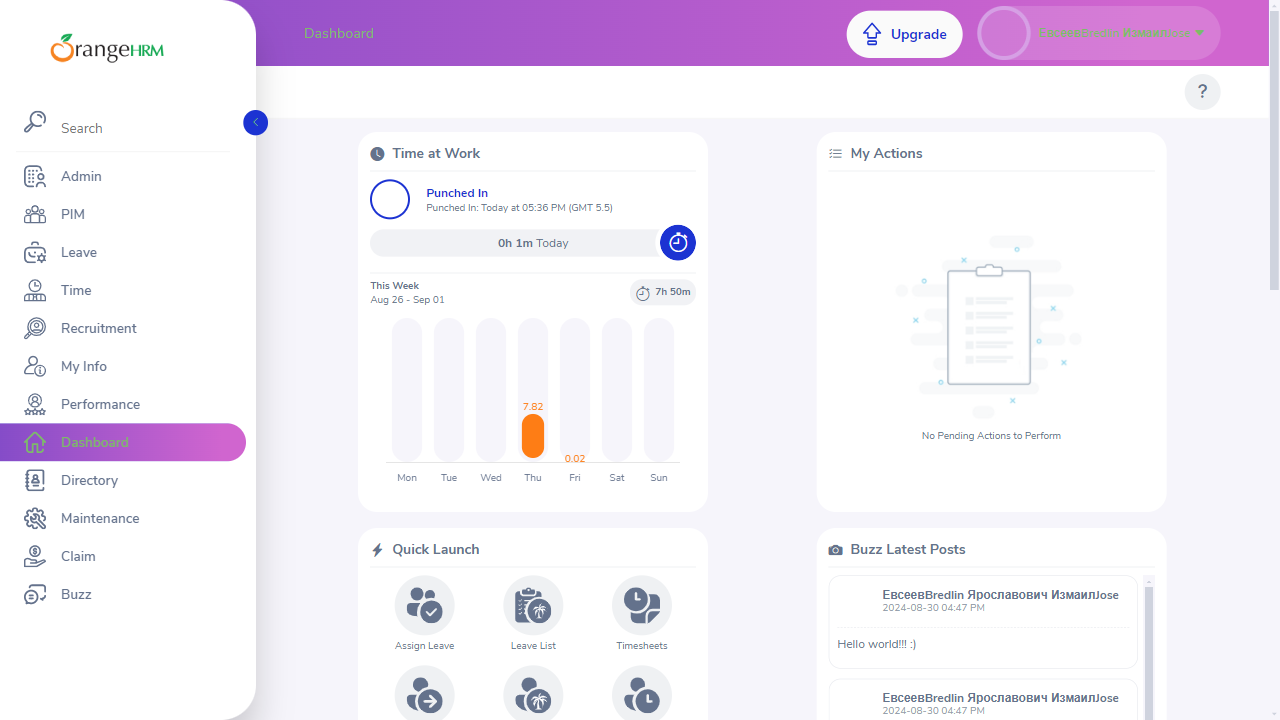 OrangeHRM
Search
Admin
PIM
Leave
Time
Recruitment
My Info
Performance
Dashboard
Directory
Maintenance
Claim
Buzz
Dashboard
Upgrade
?
Time at Work
Punched In
Punched In: Today at 05:36 PM (GMT 5.5)
0h 1m Today
This Week
Aug 26 - Sep 01
7h 50m
7.82
0.02
Mon Tue Wed Thu Fri Sat Sun
My Actions
No Pending Actions to Perform
Quick Launch
Assign Leave
Leave List
Timesheets
Buzz Latest Posts
ЕвсеевBredlin Ярославович ИзмаилJose
2024-08-30 04:47 PM
Hello world!!! :)
ЕвсеевBredlin Ярославович ИзмаилJose
2024-08-30 04:47 PM